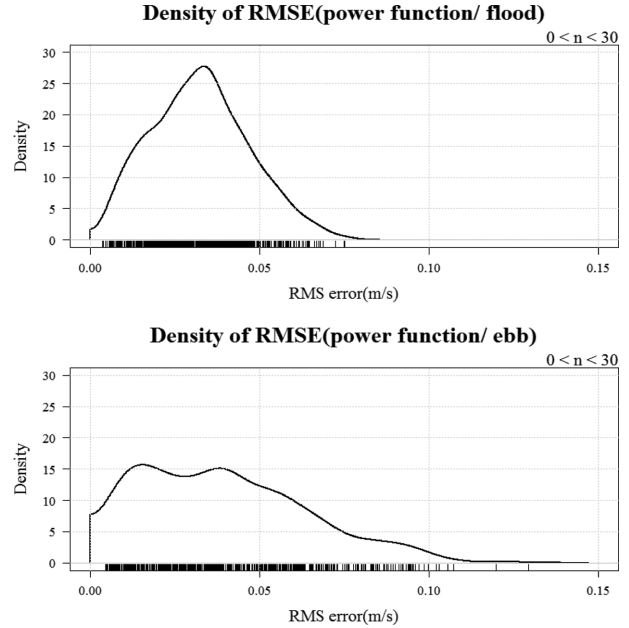 Density of RMSE(power function/ flood)
0 < n < 30
30
25
20
15
10
5
0
Density
0.00 0.05 0.10 0.15
RMS error(m/s)
Density of RMSE(power function/ ebb)
0 < n < 30
30
25
20
15
10
5
0
Density
0.00 0.05 0.10 0.15
RMS error(m/s)